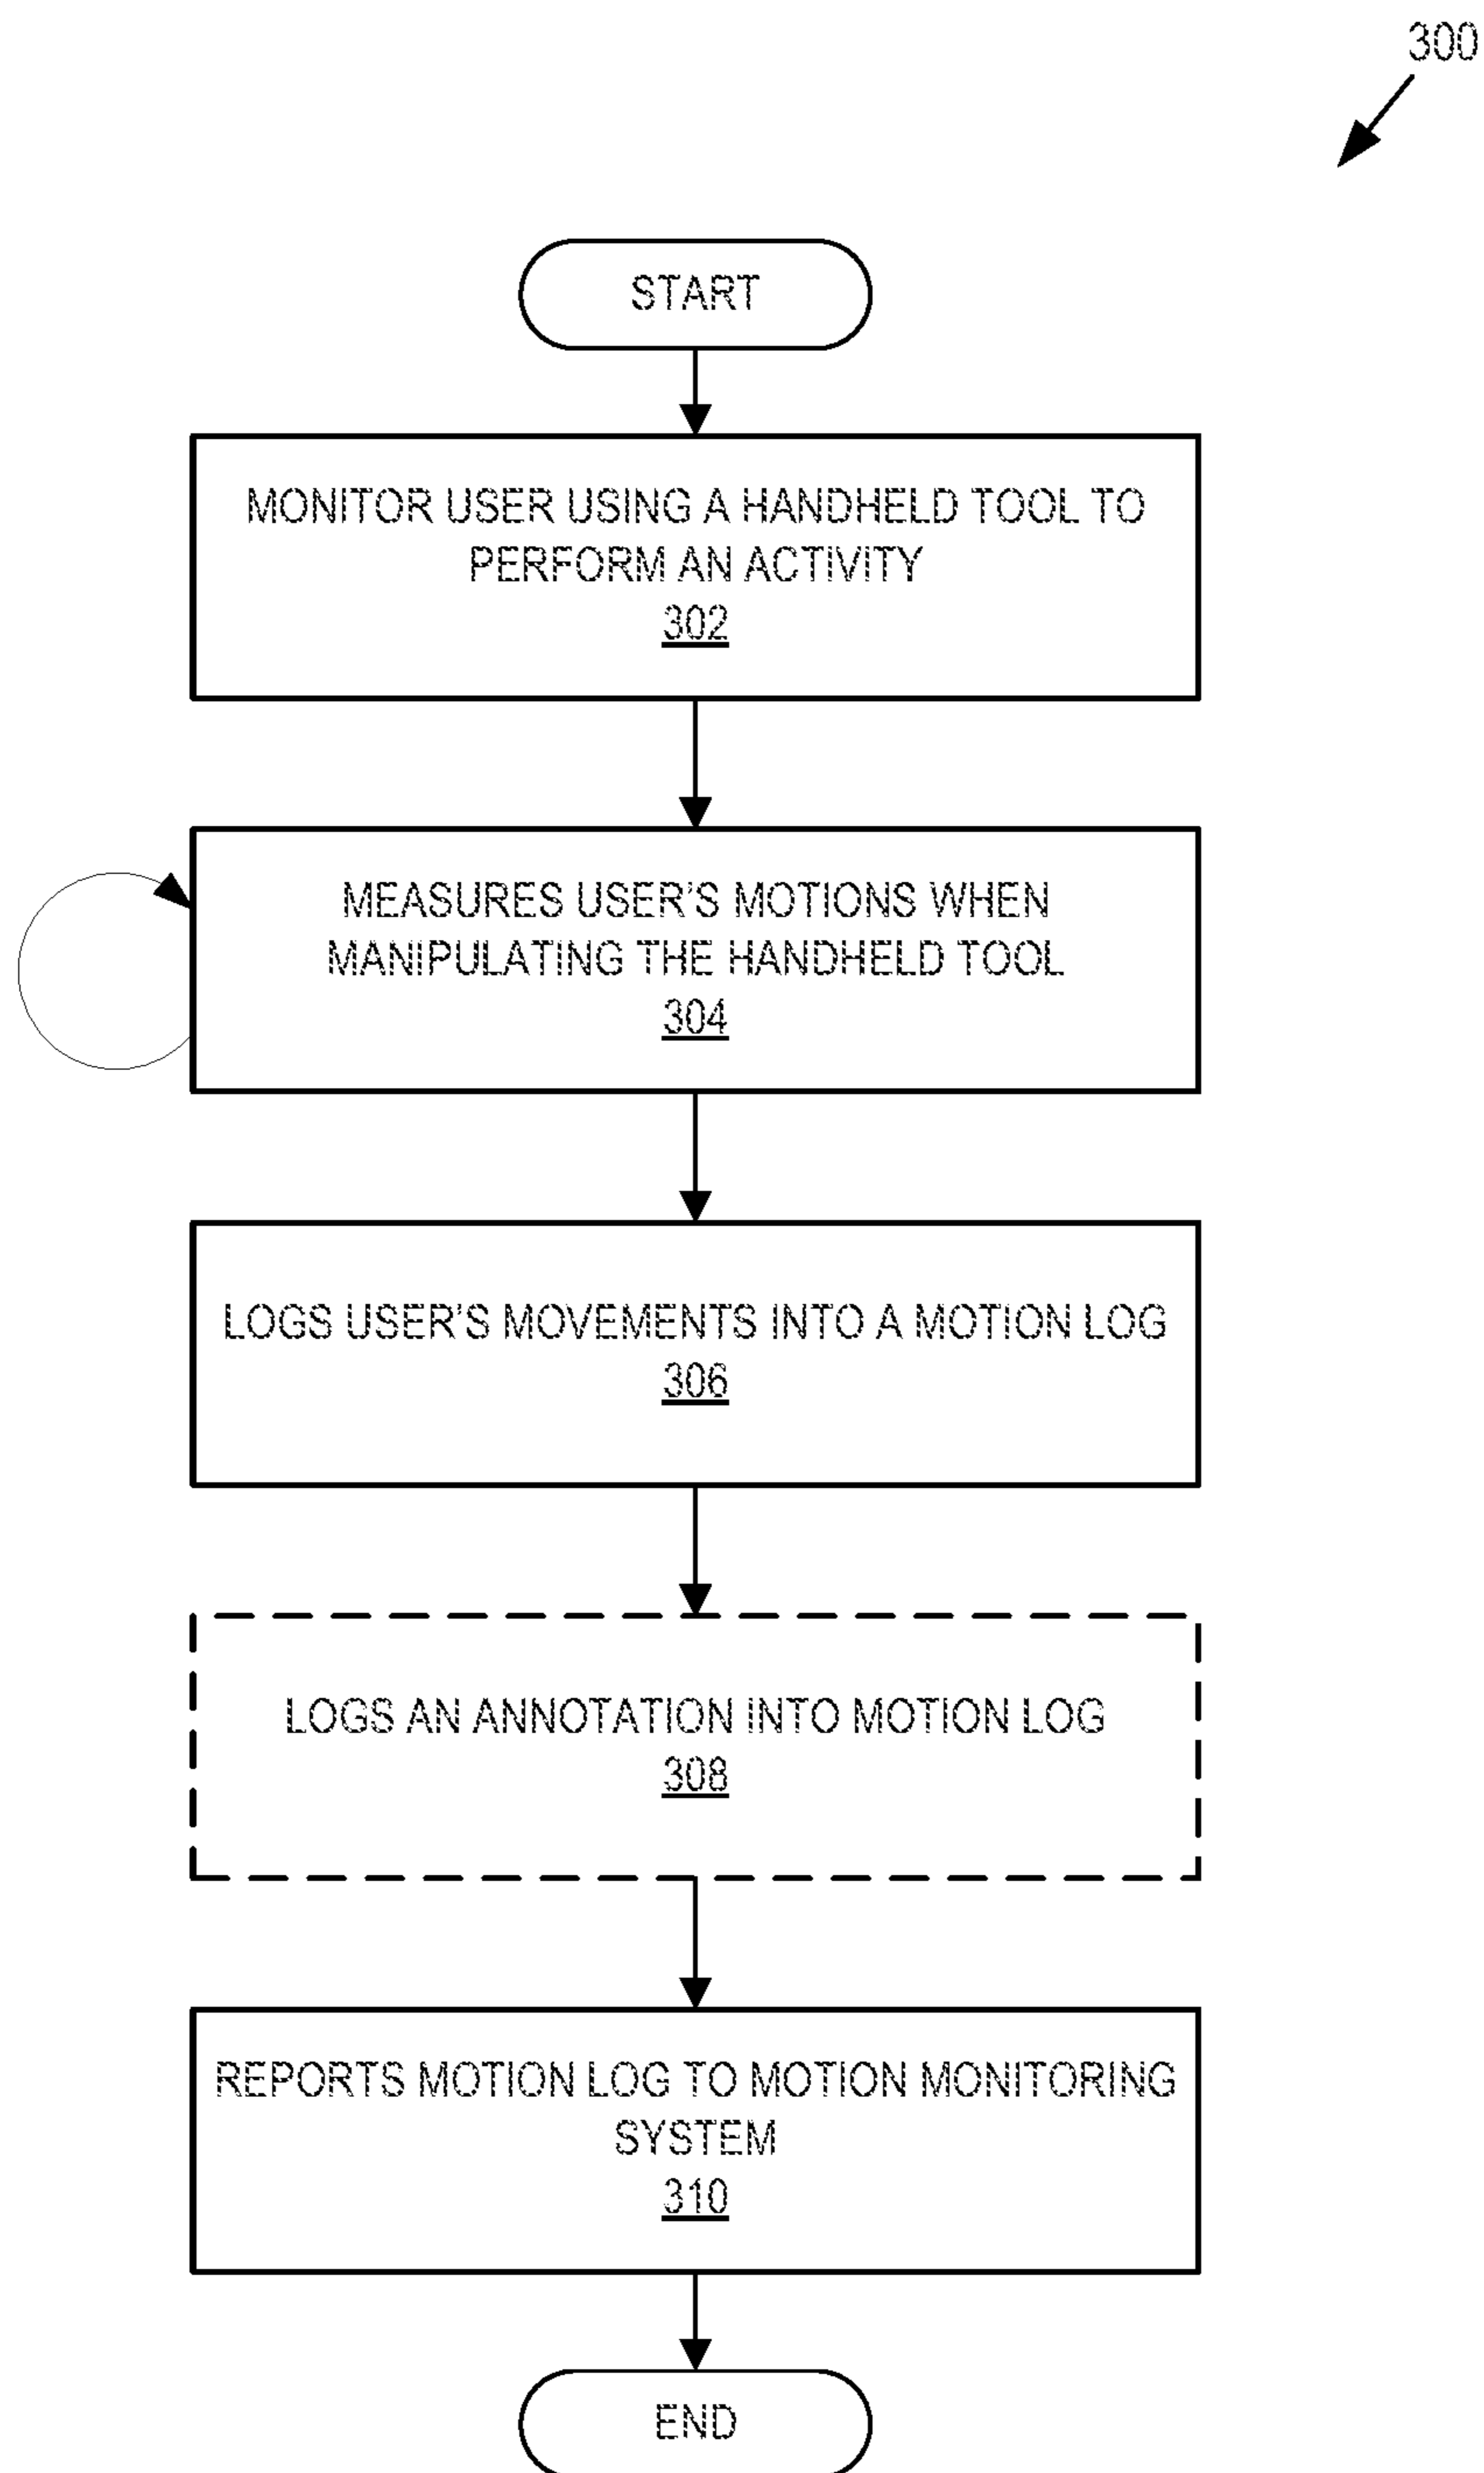 300
START
MONITOR USER USING A HANDHELD TOOL TO
PERFORM AN ACTIVITY
302
MEASURES USER'S MOTIONS WHEN
MANIPULATING THE HANDHELD TOOL
304
LOGS USER'S MOVEMENTS INTO A MOTION LOG
306
LOGS AN ANNOTATION INTO MOTION LOG
308
REPORTS MOTION LOG TO MOTION MONITORING
SYSTEM
310
END